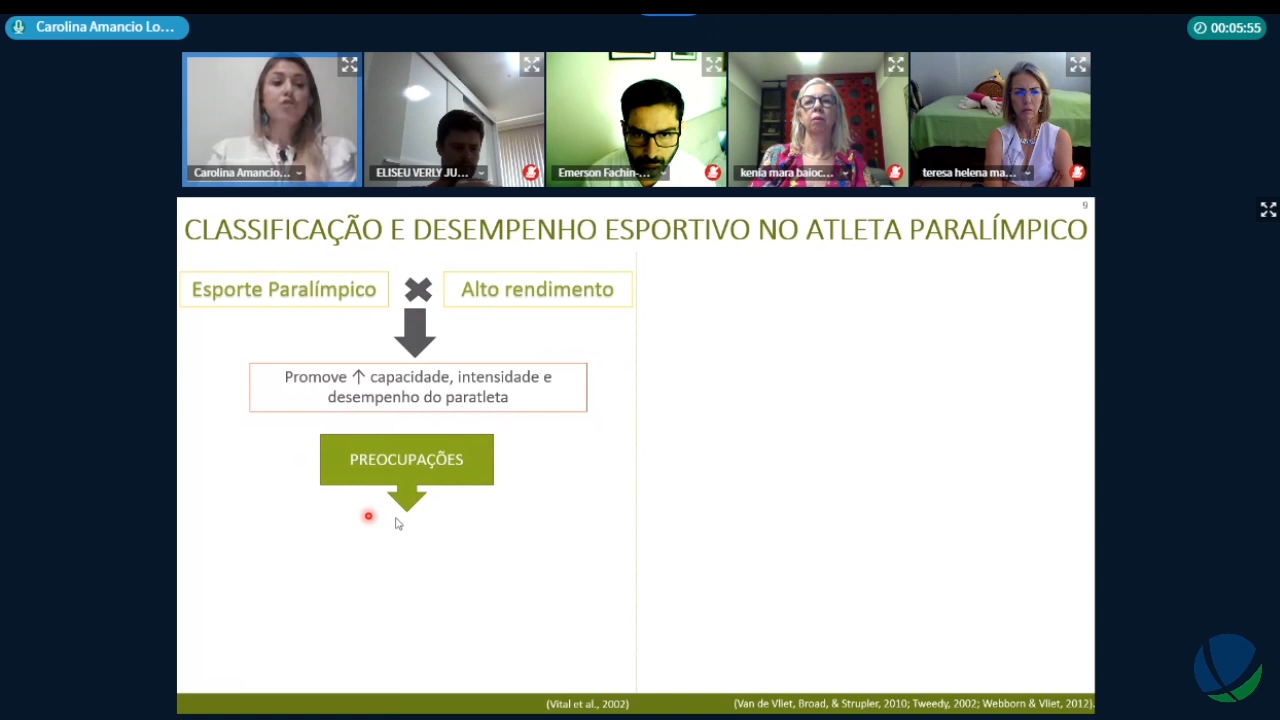 Carolina Amancio Lo...
00:05:55
Carolina Amancio...
ELISEU VERLY JU...
Emerson Fachin-...
kenia mara baioc...
teresa helena ma...
9
CLASSIFICAÇÃO E DESEMPENHO ESPORTIVO NO ATLETA PARALÍMPICO
Esporte Paralímpico
Alto rendimento
Promove ↑ capacidade, intensidade e
desempenho do paratleta
PREOCUPAÇÕES
(Vital et al., 2002)
(Van de Vliet, Broad, & Strupler, 2010; Tweedy, 2002; Webborn & Vliet, 2012).